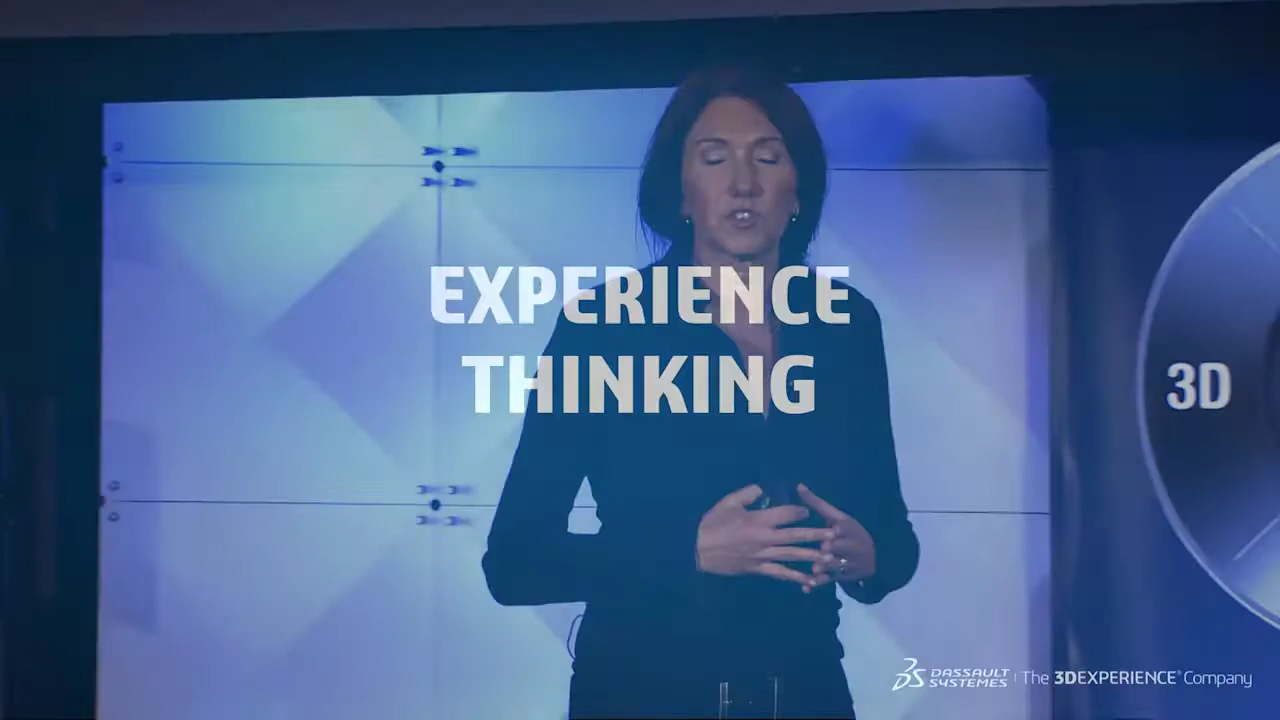 EXPERIENCE
THINKING
3D
DASSAULT
SYSTEMES | The 3DEXPERIENCE® Company